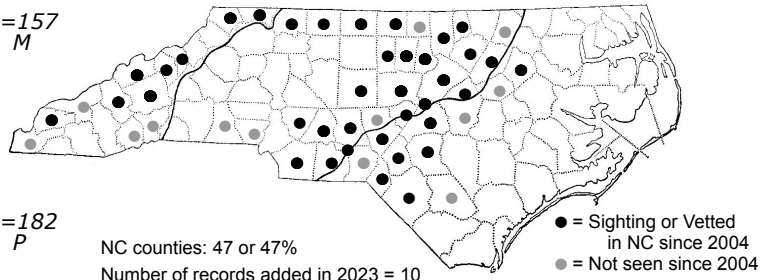 =157
M
=182
P
NC counties: 47 or 47%
Number of records added in 2023 = 10
= Sighting or Vetted
in NC since 2004
= Not seen since 2004